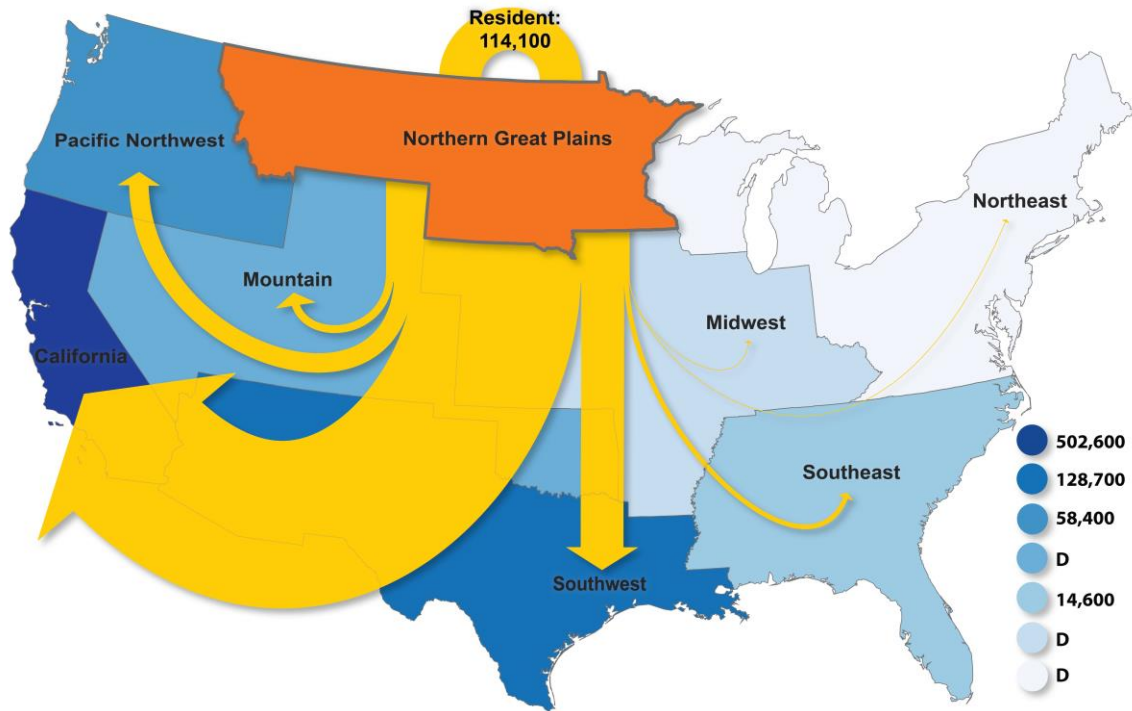 Resident:
114,100
Pacific Northwest
Northern Great Plains
Northeast
Mountain
Midwest
California
Southeast
Southwest
502,600
128,700
58,400
D
14,600
D
D